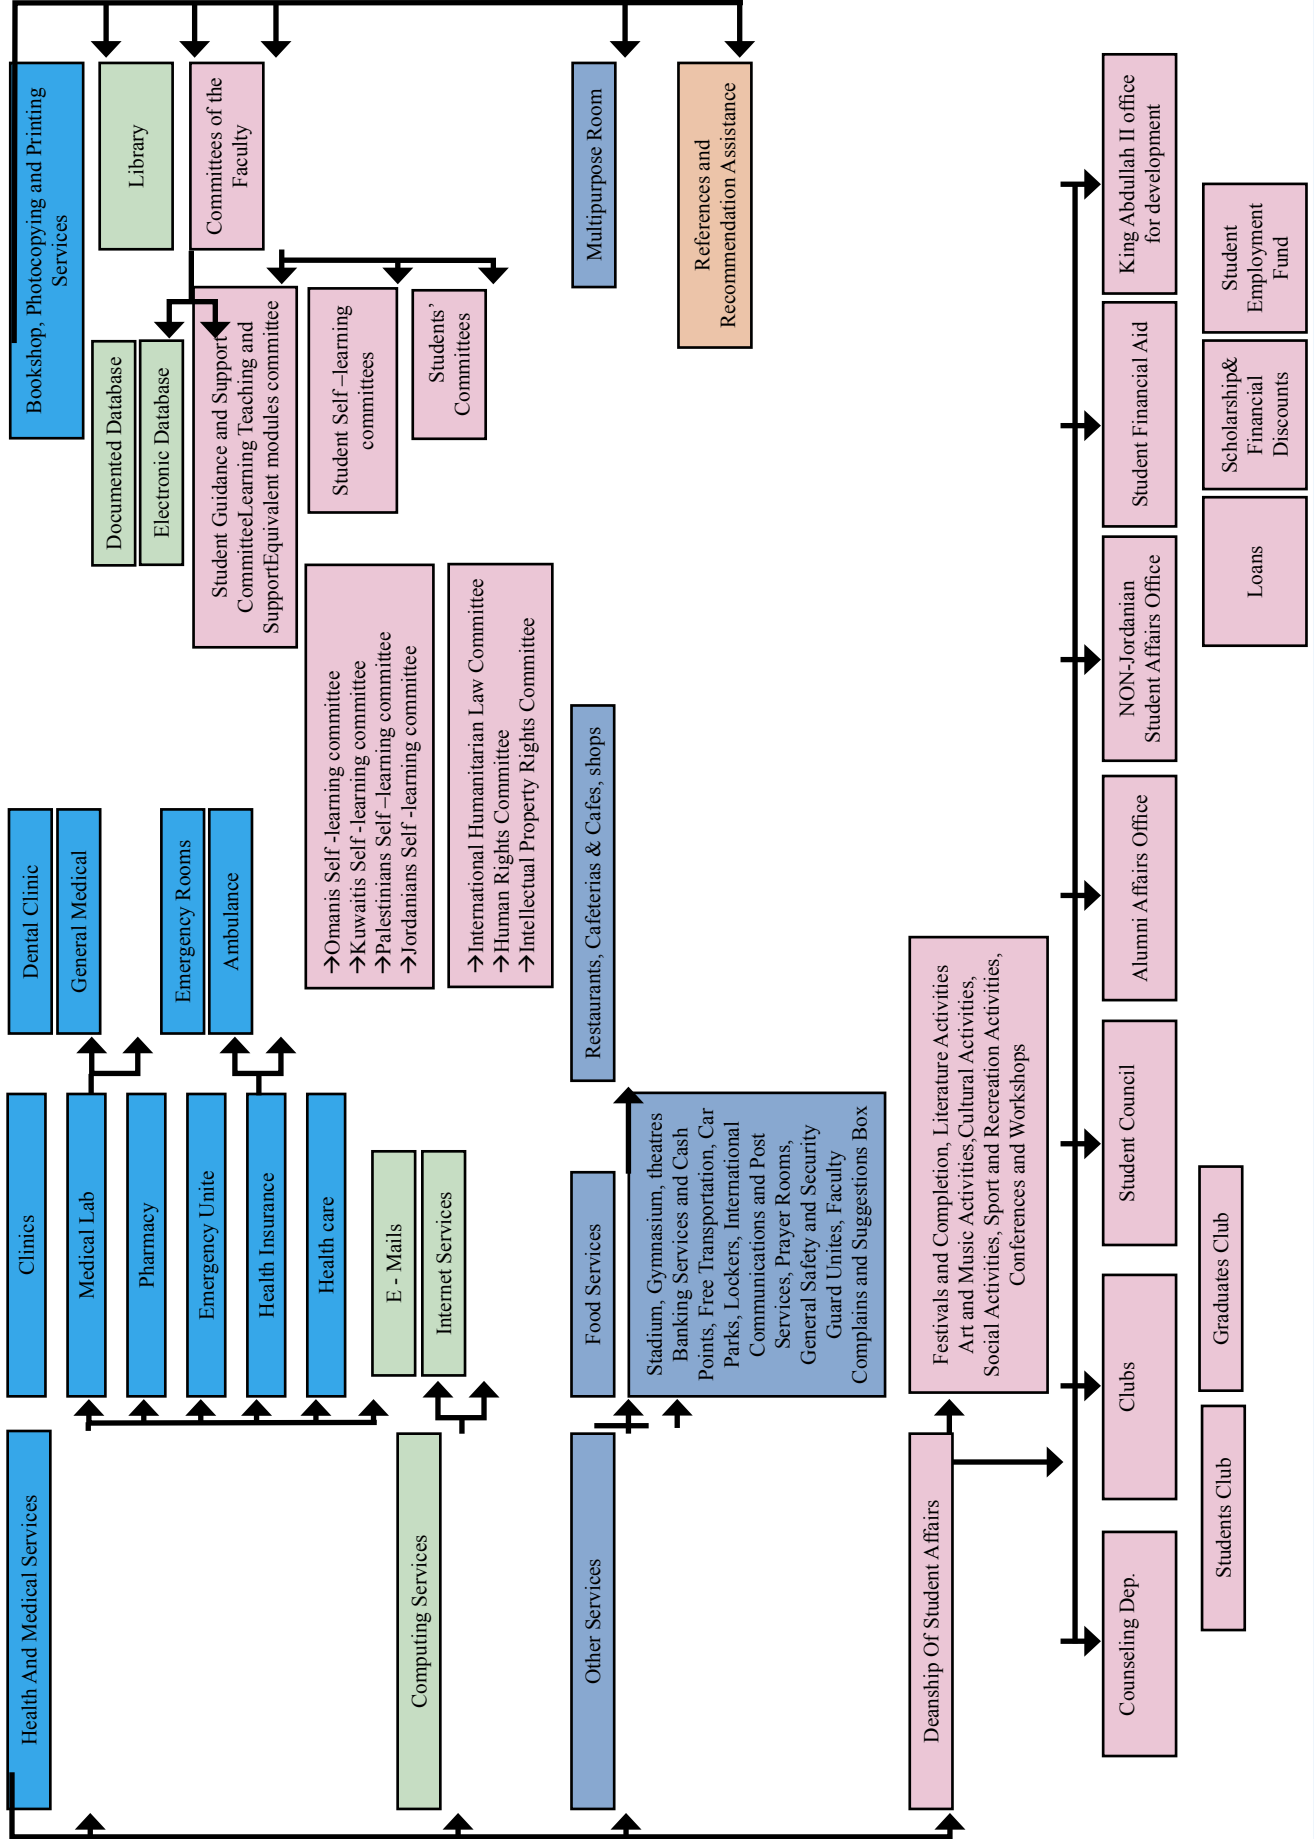 Health And Medical Services
Clinics
Medical Lab
Pharmacy
Emergency Unite
Health Insurance
Health care
Dental Clinic
General Medical
Emergency Rooms
Ambulance
Computing Services
E - Mails
Internet Services
Other Services
Food Services
Restaurants, Cafeterias & Cafes, shops
Stadium, Gymnasium, theatres
Banking Services and Cash
Points, Free Transportation, Car
Parks, Lockers, International
Communications and Post
Services, Prayer Rooms,
General Safety and Security
Guard Unites, Faculty
Complains and Suggestions Box
Deanship Of Student Affairs
Festivals and Completion, Literature Activities
Art and Music Activities,Cultural Activities,
Social Activities, Sport and Recreation Activities,
Conferences and Workshops
Counseling Dep.
Clubs
Student Council
Alumni Affairs Office
NON-Jordanian
Student Affairs Office
Student Financial Aid
King Abdullah II office
for development
Students Club
Graduates Club
Loans
Scholarship&
Financial
Discounts
Student
Employment
Fund
Bookshop, Photocopying and Printing
Services
Library
Documented Database
Electronic Database
Committees of the
Faculty
Student Guidance and Support
CommitteeLearning Teaching and
SupportEquivalent modules committee
Student Self –learning
committees
Students’
Committees
→Omanis Self -learning committee
→Kuwaitis Self -learning committee
→Palestinians Self –learning committee
→Jordanians Self -learning committee
→International Humanitarian Law Committee
→Human Rights Committee
→Intellectual Property Rights Committee
Multipurpose Room
References and
Recommendation Assistance